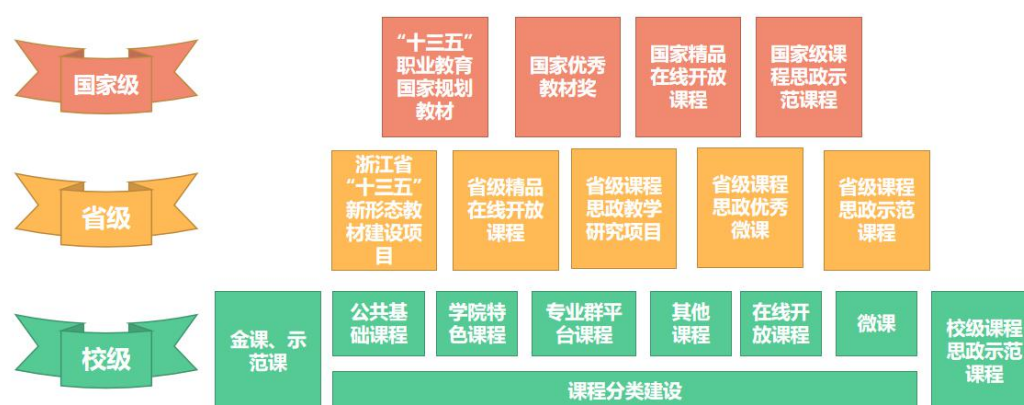 国家级
“十三五”
职业教育
国家规划
教材
国家优秀
教材奖
国家精品
在线开放
课程
国家级课
程思政示
范课程
省级
浙江省
“十三五”
新形态教
材建设项
目
省级精品
在线开放
课程
省级课程
思政教学
研究项目
省级课程
思政优秀
微课
省级课程
思政示范
课程
校级
金课、示
范课
公共基
础课程
学院特
色课程
专业群平
台课程
其他
课程
在线开
放课程
微课
课程分类建设
校级课程
思政示范
课程